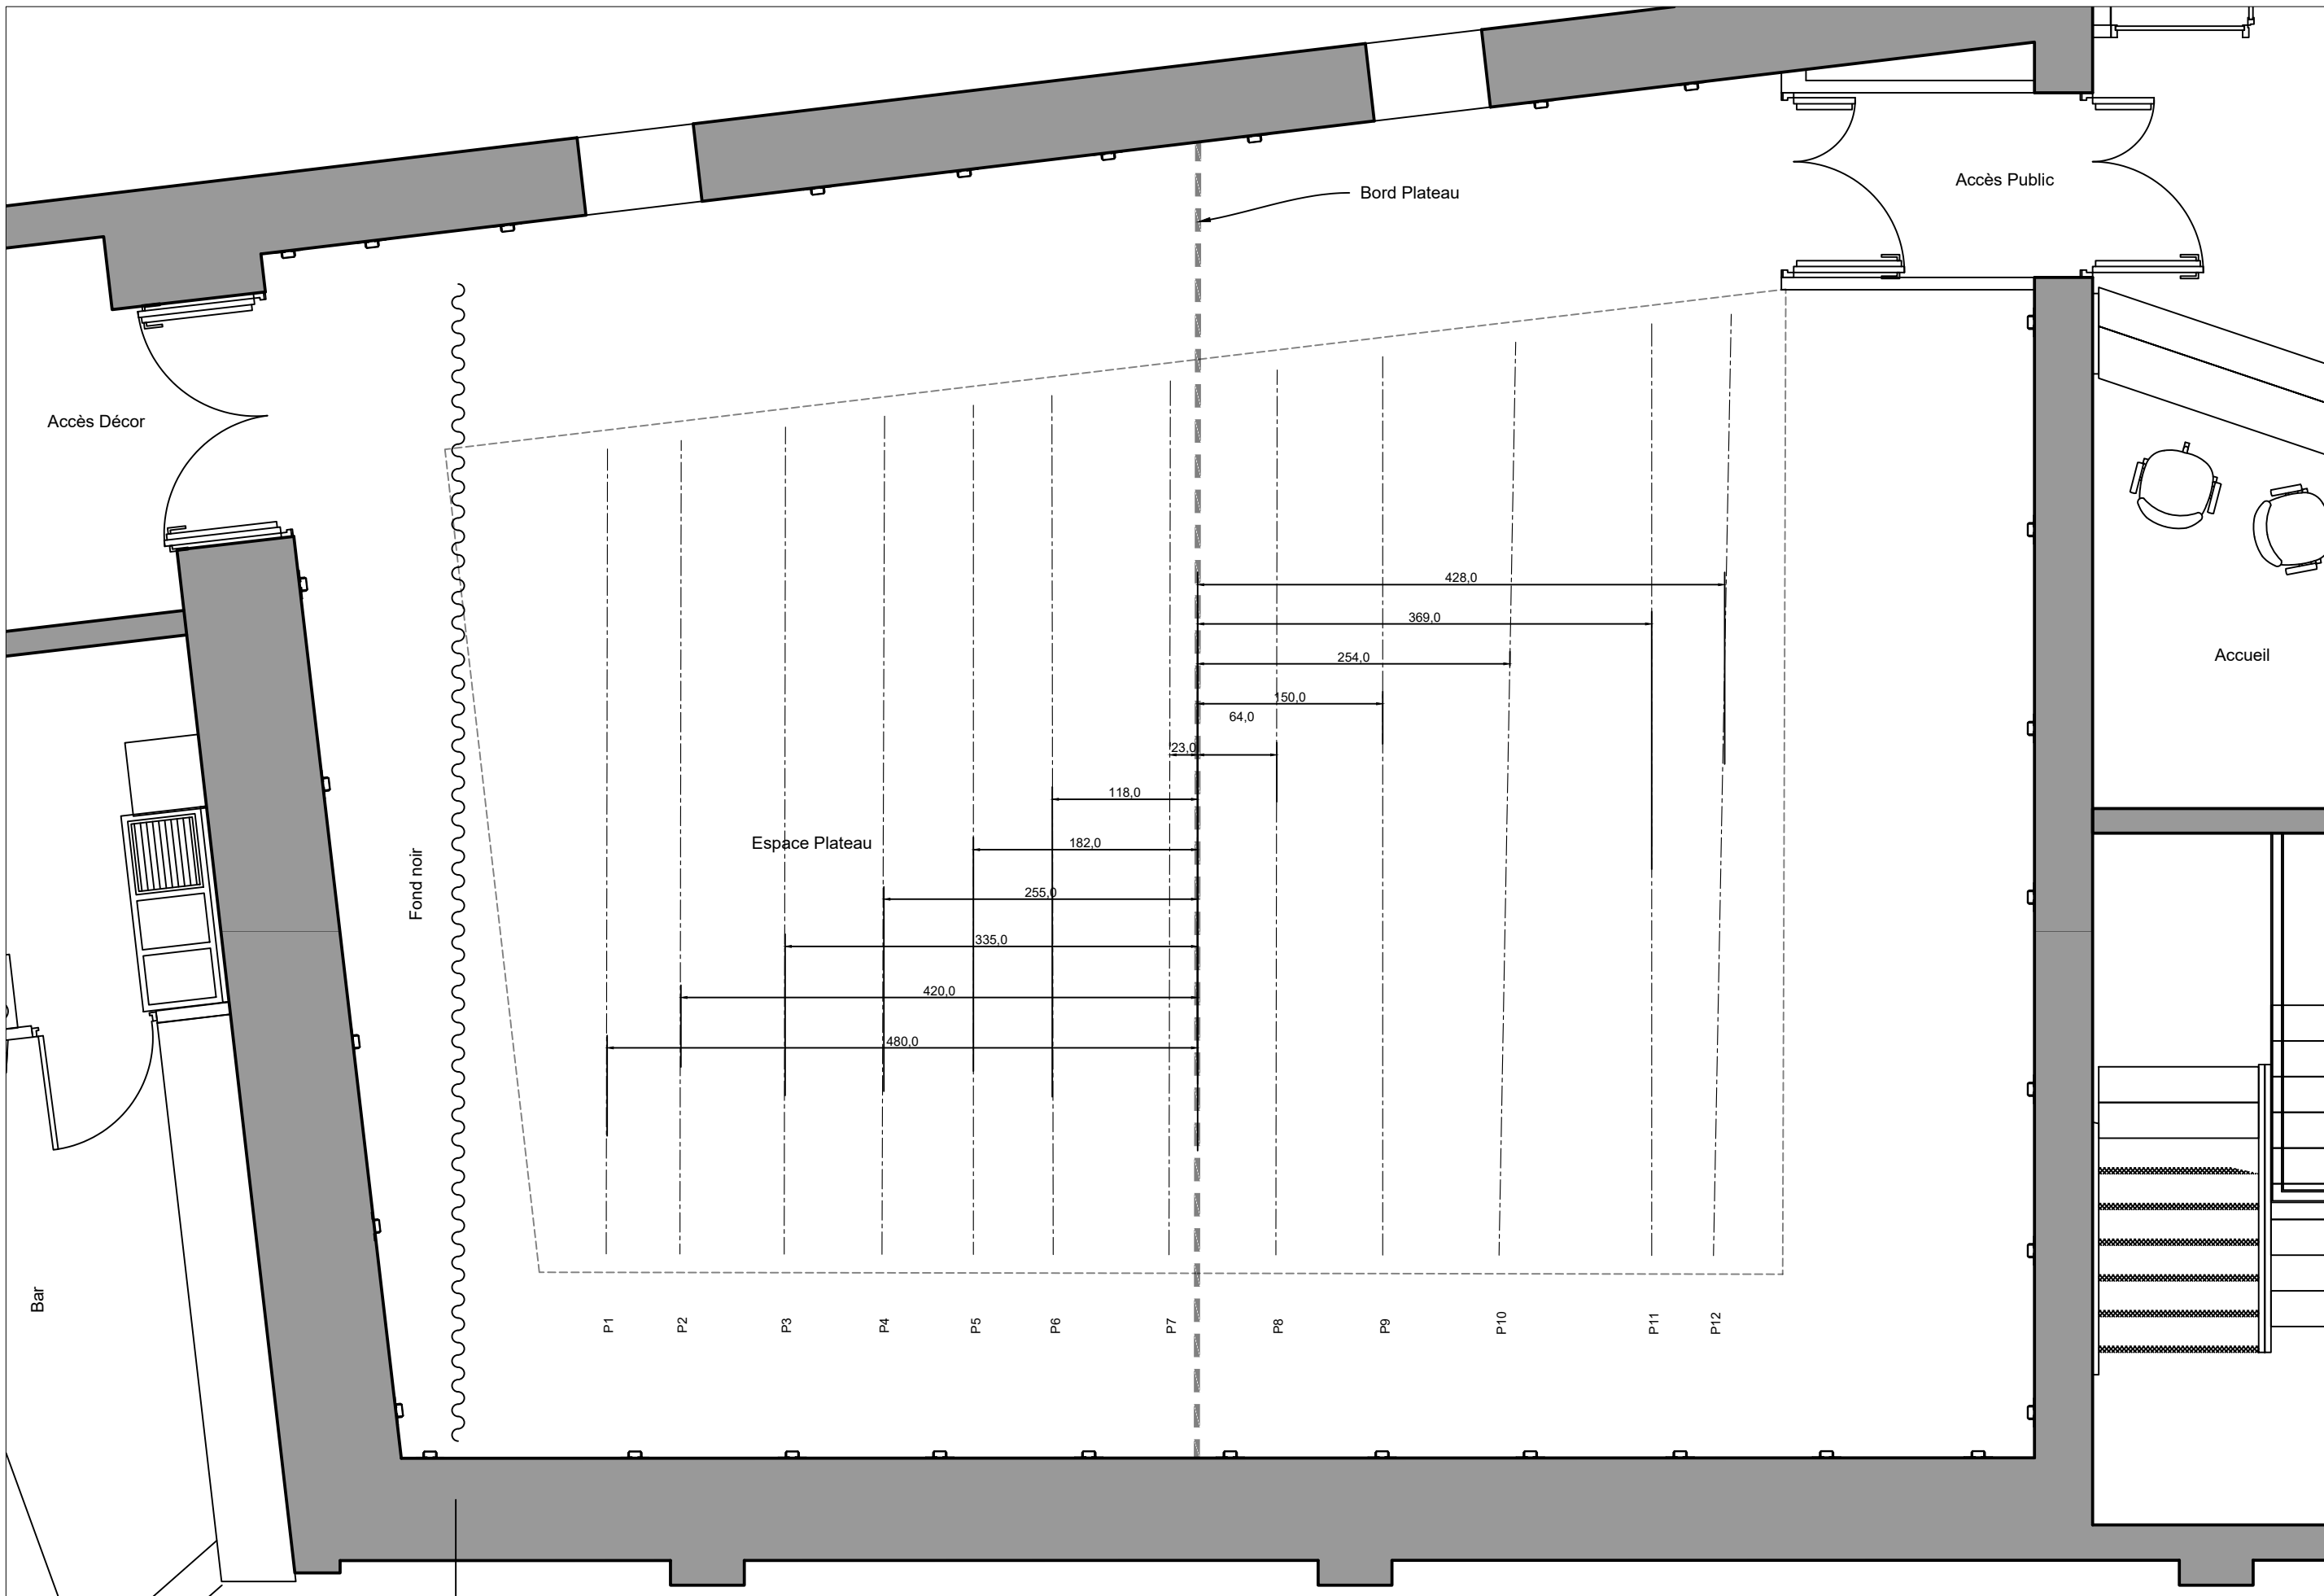 Accès Public
Bord Plateau
Accès Décor
428,0
369,0
254,0
150,0
64,0
23,0
Accueil
118,0
Espace Plateau
182,0
Fond noir
255,0
335,0
420,0
480,0
Bar
P1
P2
P3
P4
P5
P6
P7
P8
P9
P10
P11
P12